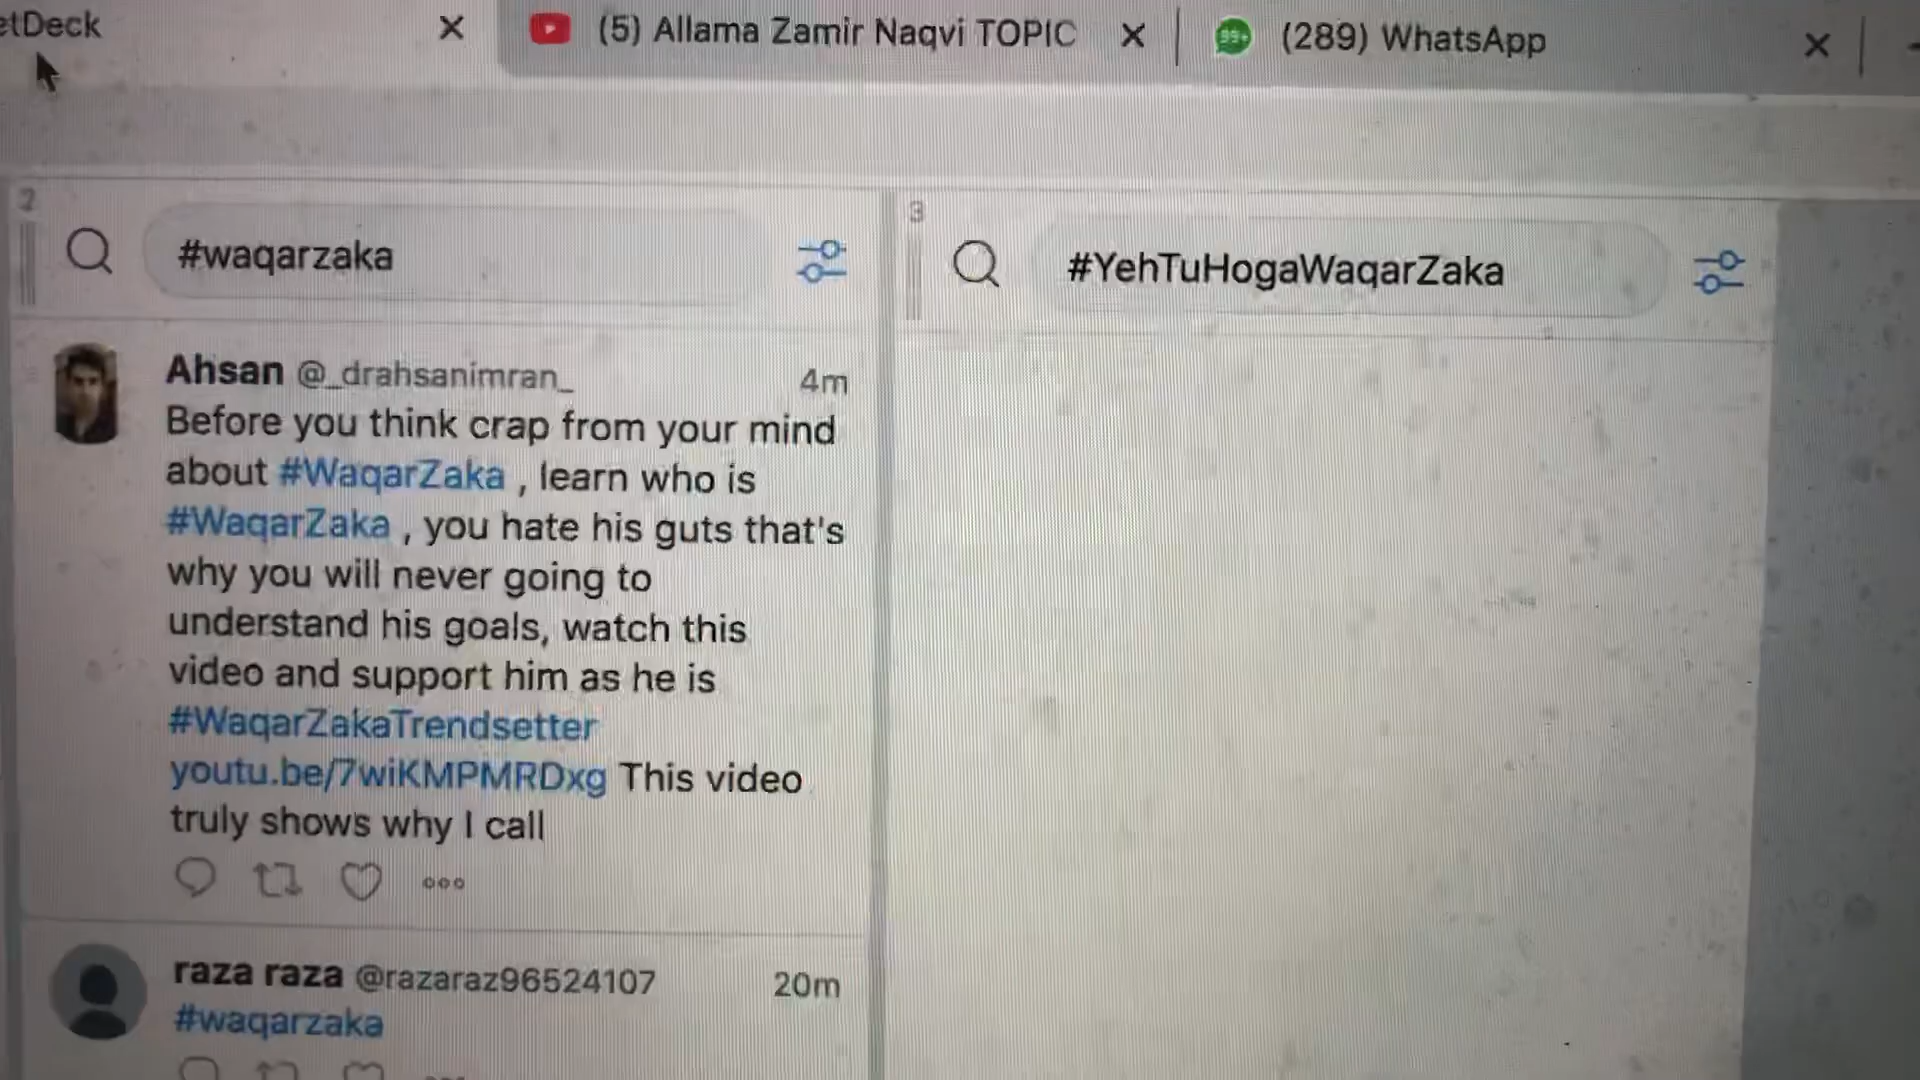 etDeck
(5) Allama Zamir Naqvi TOPIC
99+
(289) WhatsApp
2
#waqarzaka
3
#YehTuHogaWaqarZaka
Ahsan @_drahsanimran_ 4m
Before you think crap from your mind
about #WaqarZaka , learn who is
#WaqarZaka , you hate his guts that's
why you will never going to
understand his goals, watch this
video and support him as he is
#WaqarZakaTrendsetter
youtu.be/7wiKMPMRDxg This video
truly shows why I call
raza raza @razaraz96524107 20m
#waqarzaka